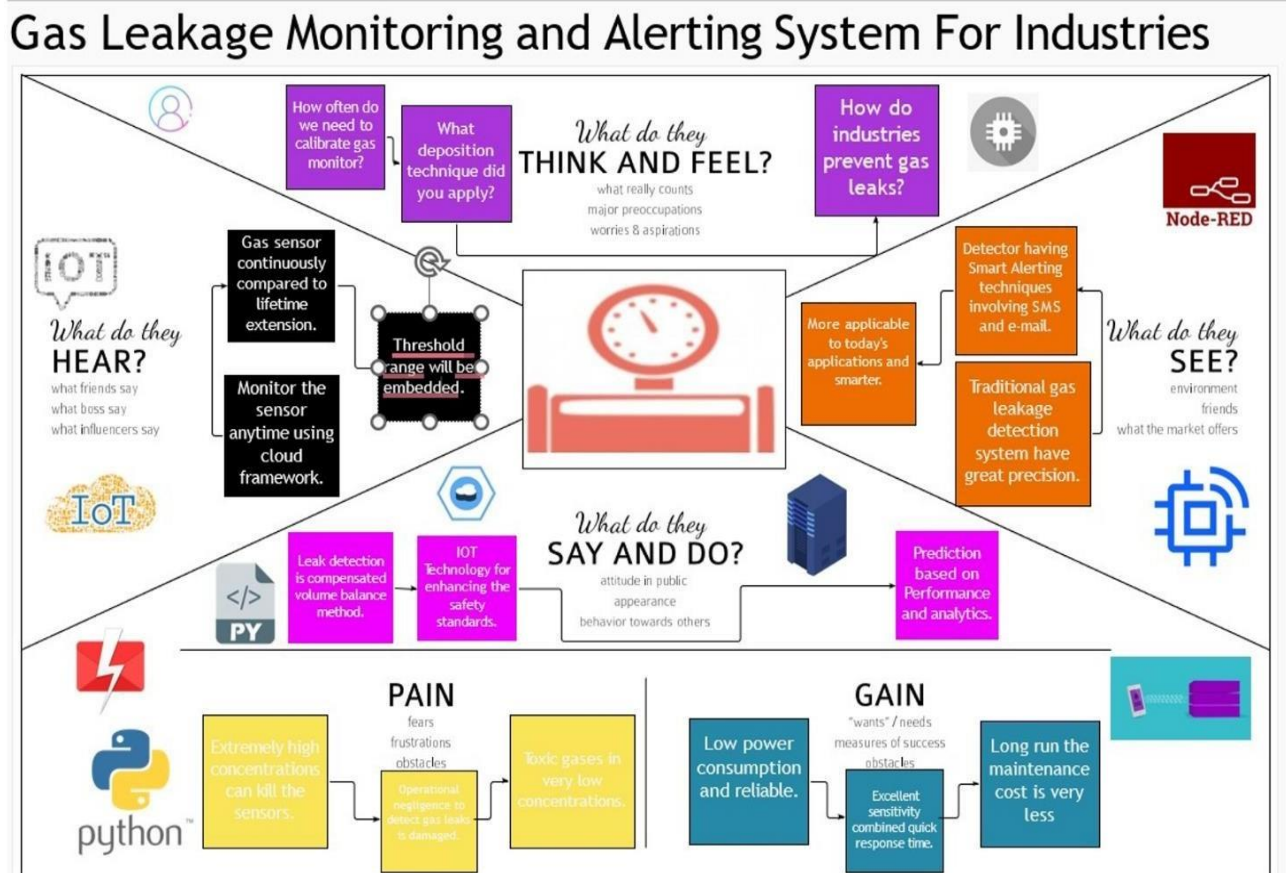 Gas Leakage Monitoring and Alerting System For Industries
How often do
we need to
calibrate gas
monitor?
What
deposition
technique did
you apply?
What do they
THINK AND FEEL?
what really counts
major preoccupations
worries & aspirations
How do
industries
prevent gas
leaks?
Node-RED
IOT
What do they
HEAR?
what friends say
what boss say
what influencers say
IoT
Gas sensor
continuously
compared to
lifetime
extension.
Monitor the
sensor
anytime using
cloud
framework.
Threshold
range will be
embedded.
More applicable
to today's
applications and
smarter.
Detector having
Smart Alerting
techniques
involving SMS
and e-mail.
Traditional gas
leakage
detection
system have
great precision.
What do they
SEE?
environment
friends
what the market offers
</>
PY
Leak detection
is compensated
volume balance
method.
IOT
Technology for
enhancing the
safety
standards.
What do they
SAY AND DO?
attitude in public
appearance
behavior towards others
Prediction
based on
Performance
and analytics.
python™
PAIN
fears
frustrations
obstacles
Extremely high
concentrations
can kill the
sensors.
Operational
negligence to
detect gas leaks
is damaged.
Toxic gases in
very low
concentrations.
GAIN
"wants" / needs
measures of success
obstacles
Low power
consumption
and reliable.
Excellent
sensitivity
combined quick
response time.
Long run the
maintenance
cost is very
less